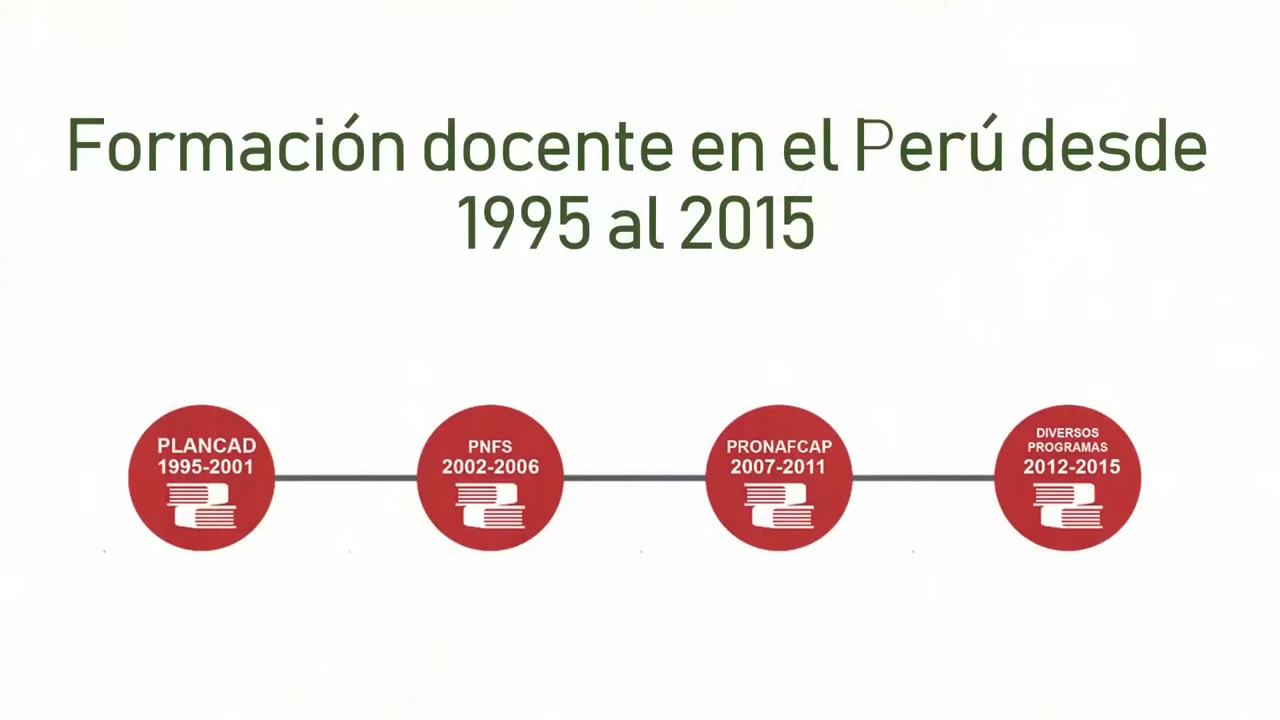 Formación docente en el Perú desde
1995 al 2015
PLANCAD
1995-2001
PNFS
2002-2006
PRONAFCAP
2007-2011
DIVERSOS
PROGRAMAS
2012-2015